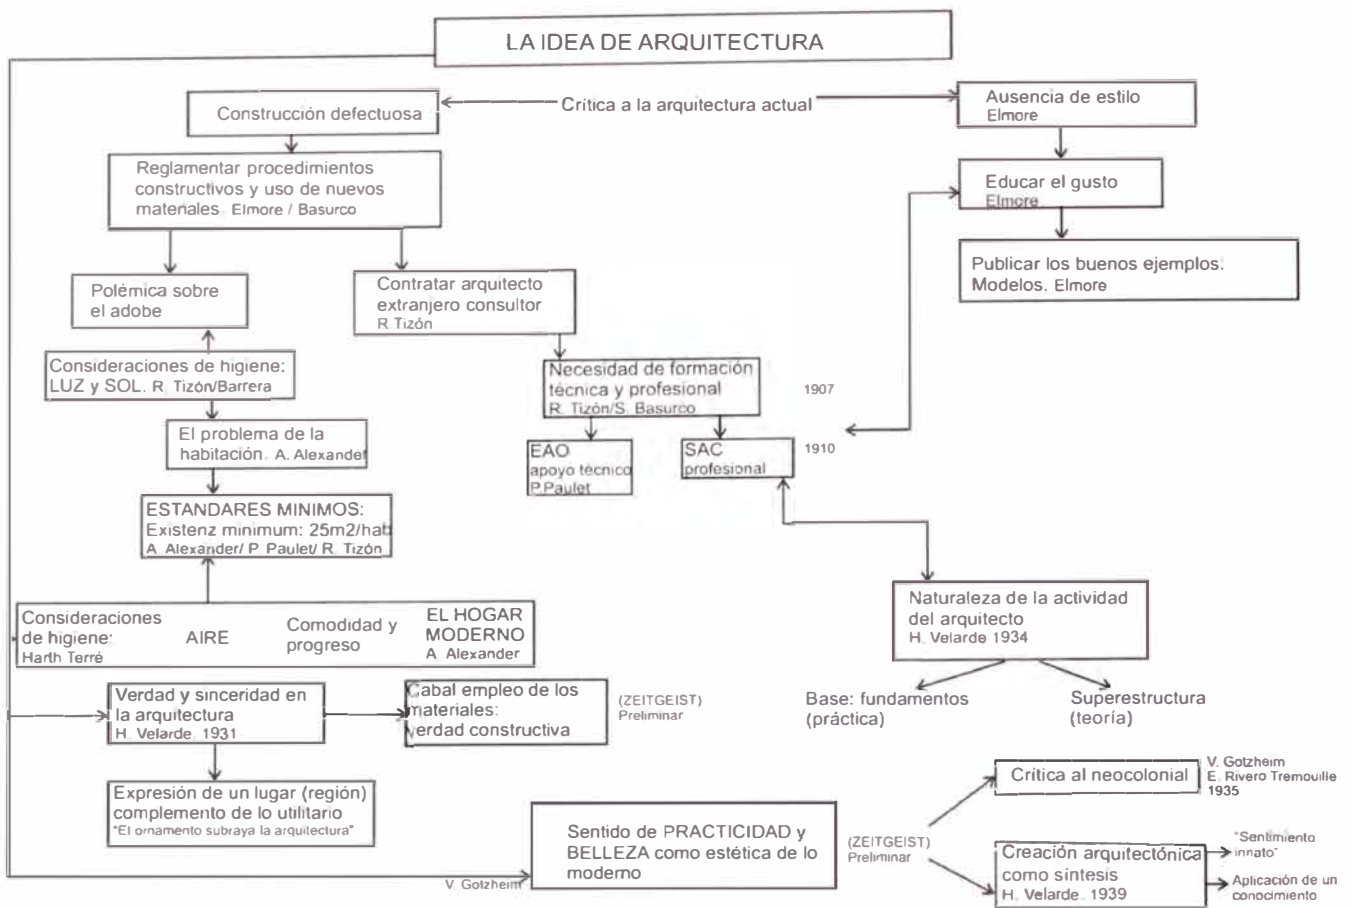 LA IDEA DE ARQUITECTURA
Construcción defectuosa
Crítica a la arquitectura actual
Ausencia de estilo
Elmore
Reglamentar procedimientos
constructivos y uso de nuevos
materiales. Elmore / Basurco
Educar el gusto
Elmore
Publicar los buenos ejemplos:
Modelos. Elmore
Polémica sobre
el adobe
Contratar arquitecto
extranjero consultor
R. Tizón
Consideraciones de higiene:
LUZ y SOL. R. Tizón/Barrera
Necesidad de formación
técnica y profesional
R. Tizón/S. Basurco
1907
El problema de la
habitación. A. Alexander
EAO
apoyo técnico
P.Paulet
SAC
profesional
1910
ESTANDARES MINIMOS:
Existenz minimum: 25m2/hab
A. Alexander/ P. Paulet/ R. Tizón
Naturaleza de la actividad
del arquitecto
H. Velarde 1934
Consideraciones
de higiene:
Harth Terré
AIRE
Comodidad y
progreso
EL HOGAR
MODERNO
A. Alexander
Base: fundamentos
(práctica)
Superestructura
(teoría)
Verdad y sinceridad en
la arquitectura
H. Velarde. 1931
Cabal empleo de los
materiales:
verdad constructiva
(ZEITGEIST)
Preliminar
Expresión de un lugar (región)
complemento de lo utilitario
"El ornamento subraya la arquitectura"
Crítica al neocolonial
V. Gotzheim
E. Rivero Tremouille
1935
V. Gotzheim
Sentido de PRACTICIDAD y
BELLEZA como estética de lo
moderno
(ZEITGEIST)
Preliminar
Creación arquitectónica
como síntesis
H. Velarde. 1939
"Sentimiento
innato"
Aplicación de un
conocimiento